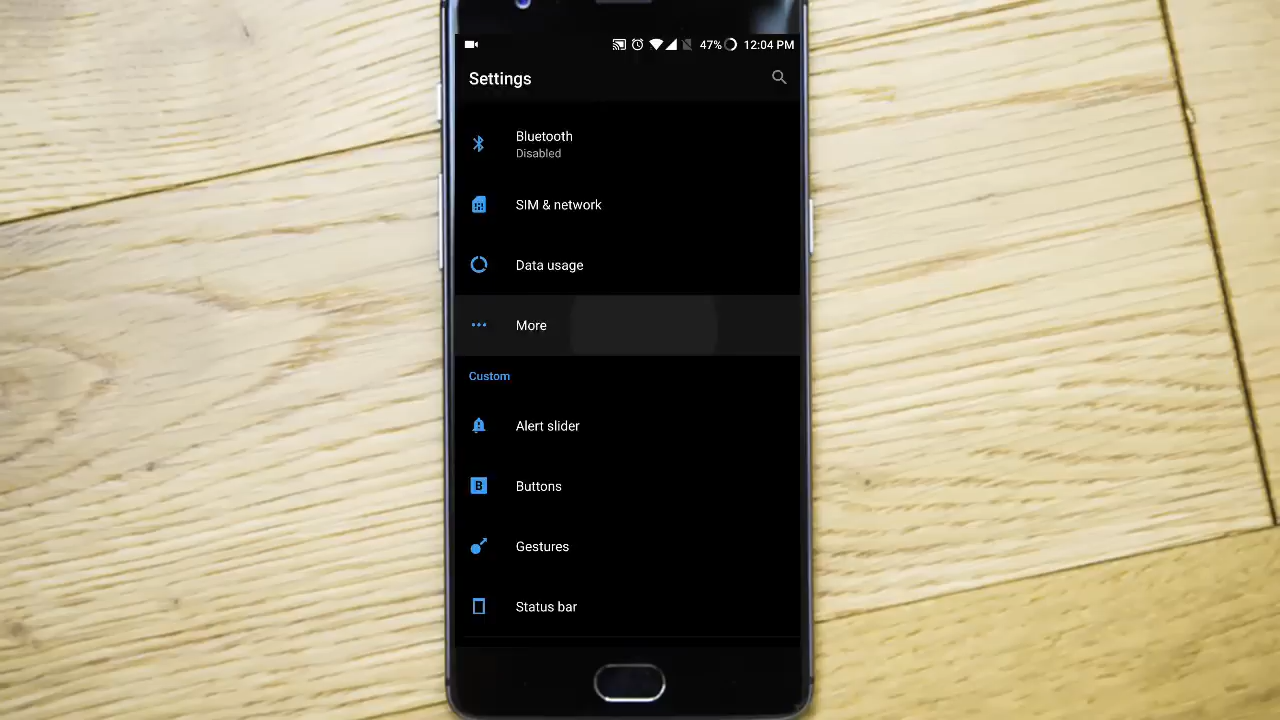 47% 12:04 PM
Settings
Bluetooth
Disabled
SIM & network
Data usage
More
Custom
Alert slider
B
Buttons
Gestures
Status bar